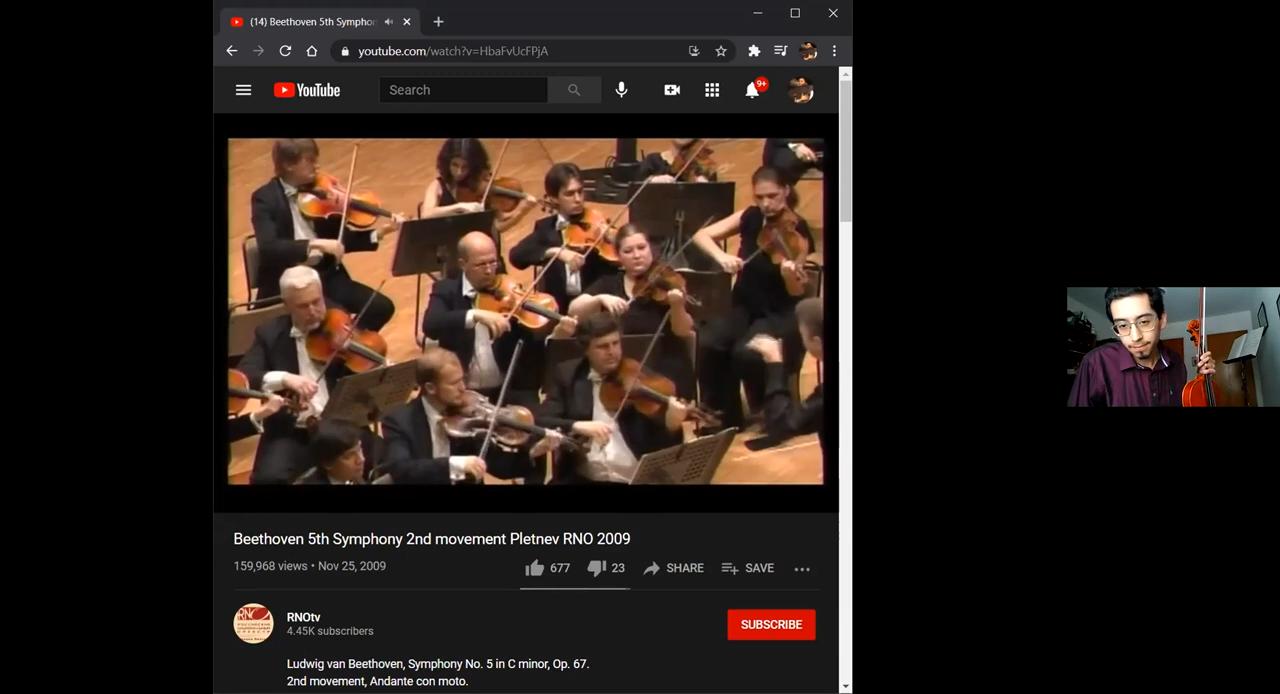 (14) Beethoven 5th Symphon
youtube.com/watch?v=HbaFvUcFPjA
YouTube
Search
9+
Beethoven 5th Symphony 2nd movement Pletnev RNO 2009
159,968 views • Nov 25, 2009
677
23
SHARE
SAVE
RNO
RNOtv
4.45K subscribers
SUBSCRIBE
Ludwig van Beethoven, Symphony No. 5 in C minor, Op. 67.
2nd movement, Andante con moto.